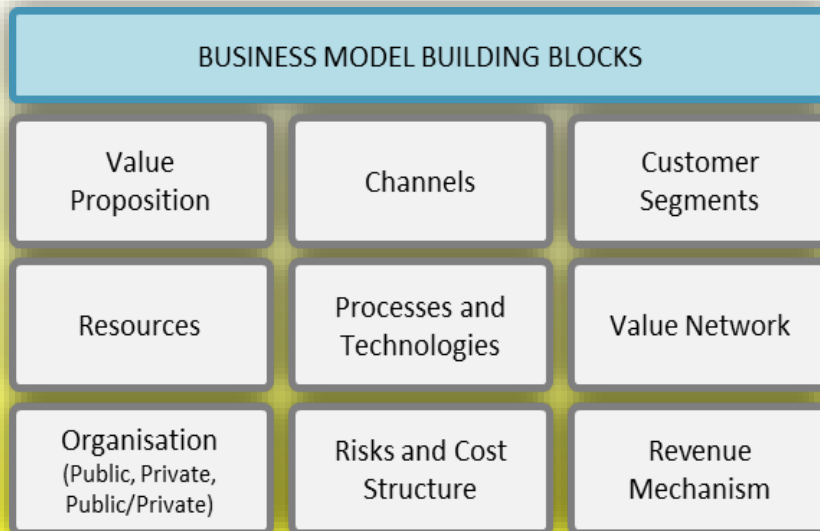 BUSINESS MODEL BUILDING BLOCKS
Value
Proposition
Channels
Customer
Segments
Resources
Processes and
Technologies
Value Network
Organisation
(Public, Private,
Public/Private)
Risks and Cost
Structure
Revenue
Mechanism